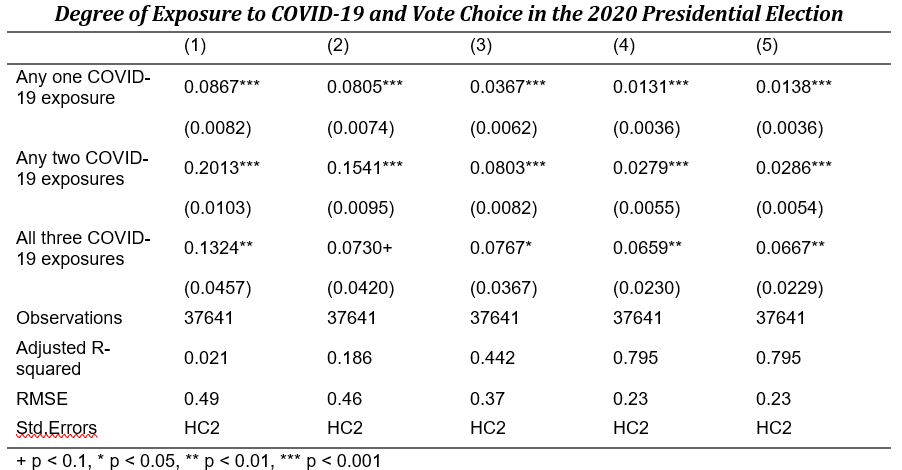 Degree of Exposure to COVID-19 and Vote Choice in the 2020 Presidential Election
(1) (2) (3) (4) (5)
Any one COVID-
19 exposure 0.0867*** 0.0805*** 0.0367*** 0.0131*** 0.0138***
(0.0082) (0.0074) (0.0062) (0.0036) (0.0036)
Any two COVID-
19 exposures 0.2013*** 0.1541*** 0.0803*** 0.0279*** 0.0286***
(0.0103) (0.0095) (0.0082) (0.0055) (0.0054)
All three COVID-
19 exposures 0.1324** 0.0730+ 0.0767* 0.0659** 0.0667**
(0.0457) (0.0420) (0.0367) (0.0230) (0.0229)
Observations 37641 37641 37641 37641 37641
Adjusted R-
squared 0.021 0.186 0.442 0.795 0.795
RMSE 0.49 0.46 0.37 0.23 0.23
Std.Errors HC2 HC2 HC2 HC2 HC2
+ p < 0.1, * p < 0.05, ** p < 0.01, *** p < 0.001